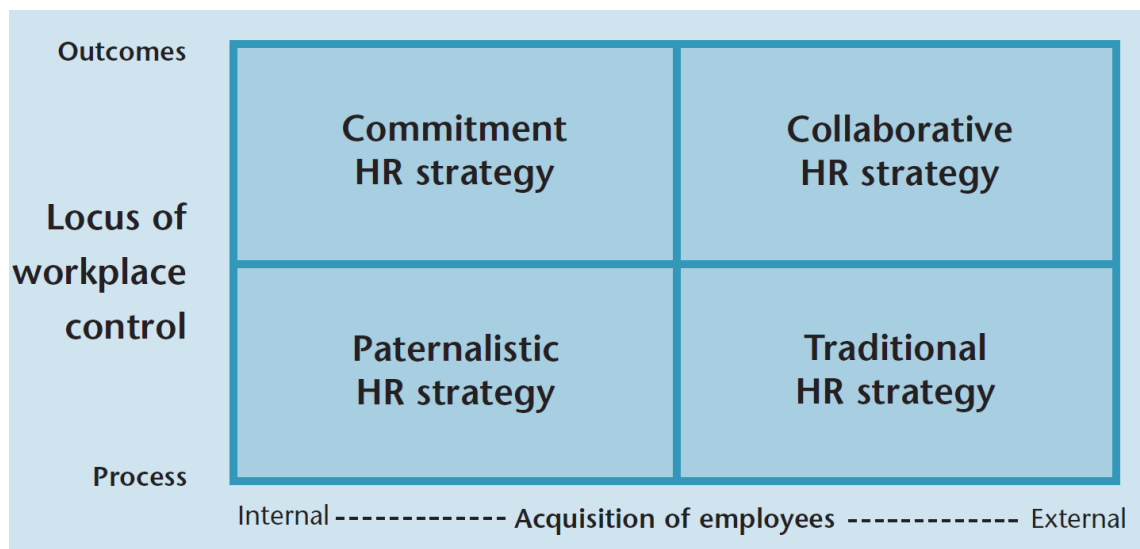 Outcomes
Commitment
HR strategy
Collaborative
HR strategy
Locus of
workplace
control
Paternalistic
HR strategy
Traditional
HR strategy
Process
Internal ----------- Acquisition of employees ----------- External